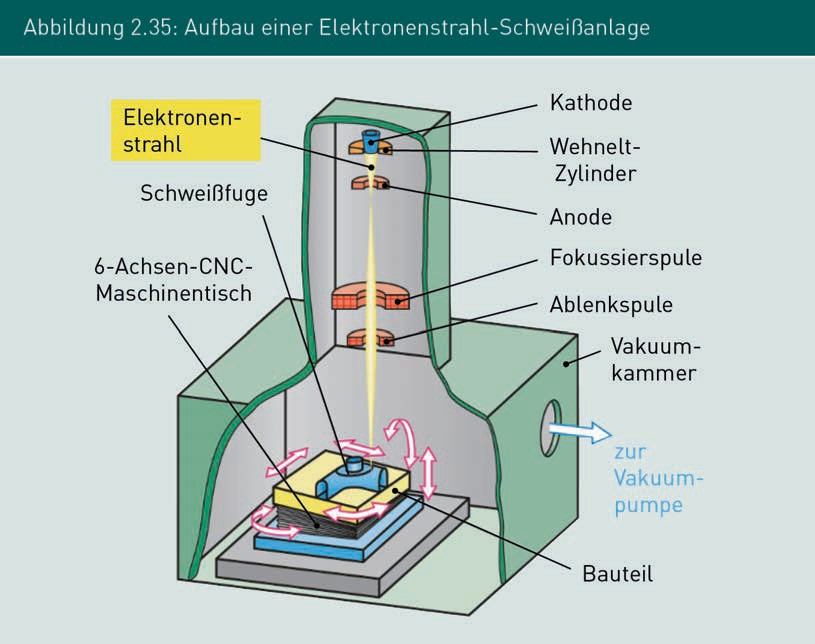 Abbildung 2.35: Aufbau einer Elektronenstrahl-Schweißanlage
Elektronen-
strahl
Schweißfuge
6-Achsen-CNC-
Maschinentisch
Kathode
Wehnelt-
Zylinder
Anode
Fokussierspule
Ablenkspule
Vakuum-
kammer
zur
Vakuum-
pumpe
Bauteil